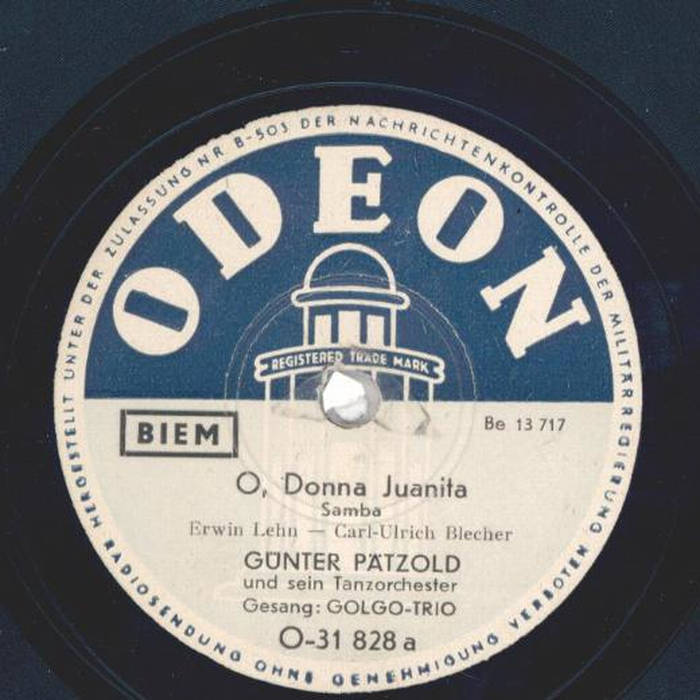 HERGESTELLT UNTER DER ZULASSUNG NR B-503 DER NACHRICHTENKONTROLLE DER MILITÄRREGIERUNG
RADIOSENDUNG OHNE GENEHMIGUNG VERBOTEN
ODEON
REGISTERED TRADE MARK
BIEM
Be 13 717
O, Donna Juanita
Samba
Erwin Lehn — Carl-Ulrich Blecher
GÜNTER PÄTZOLD
und sein Tanzorchester
Gesang: GOLGO-TRIO
O-31 828 a